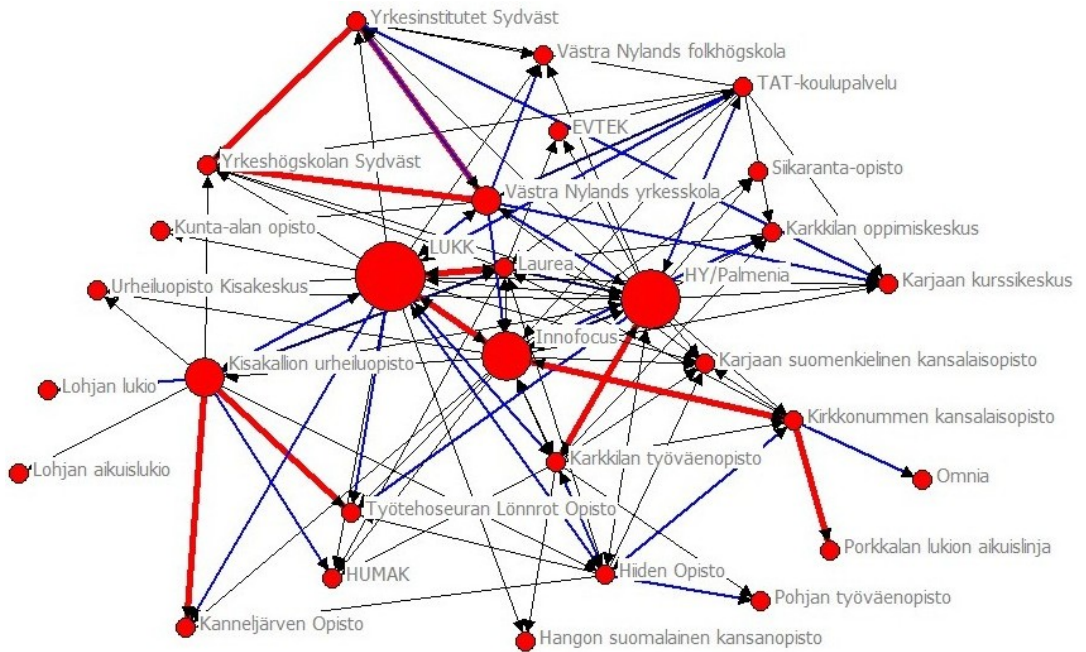 Yrkesinstitutet Sydväst
Västra Nylands folkhögskola
TAT-koulupalvelu
EVTEK
Yrkeshögskolan Sydväst
Siikaranta-opisto
Västra Nylands yrkesskola
Kunta-alan opisto
Karkkilan oppimiskeskus
LUKK
Laurea
HY/Palmenia
Karjaan kurssikeskus
Urheiluopisto Kisakeskus
Innofocus
Kisakallion urheiluopisto
Karjaan suomenkielinen kansalaisopisto
Lohjan lukio
Kirkkonummen kansalaisopisto
Lohjan aikuislukio
Karkkilan työväenopisto
Omnia
Työtehoseuran Lönnrot Opisto
Porkkalan lukion aikuislinja
HUMAK
Hiiden Opisto
Pohjan työväenopisto
Kanneljärven Opisto
Hangon suomalainen kansanopisto